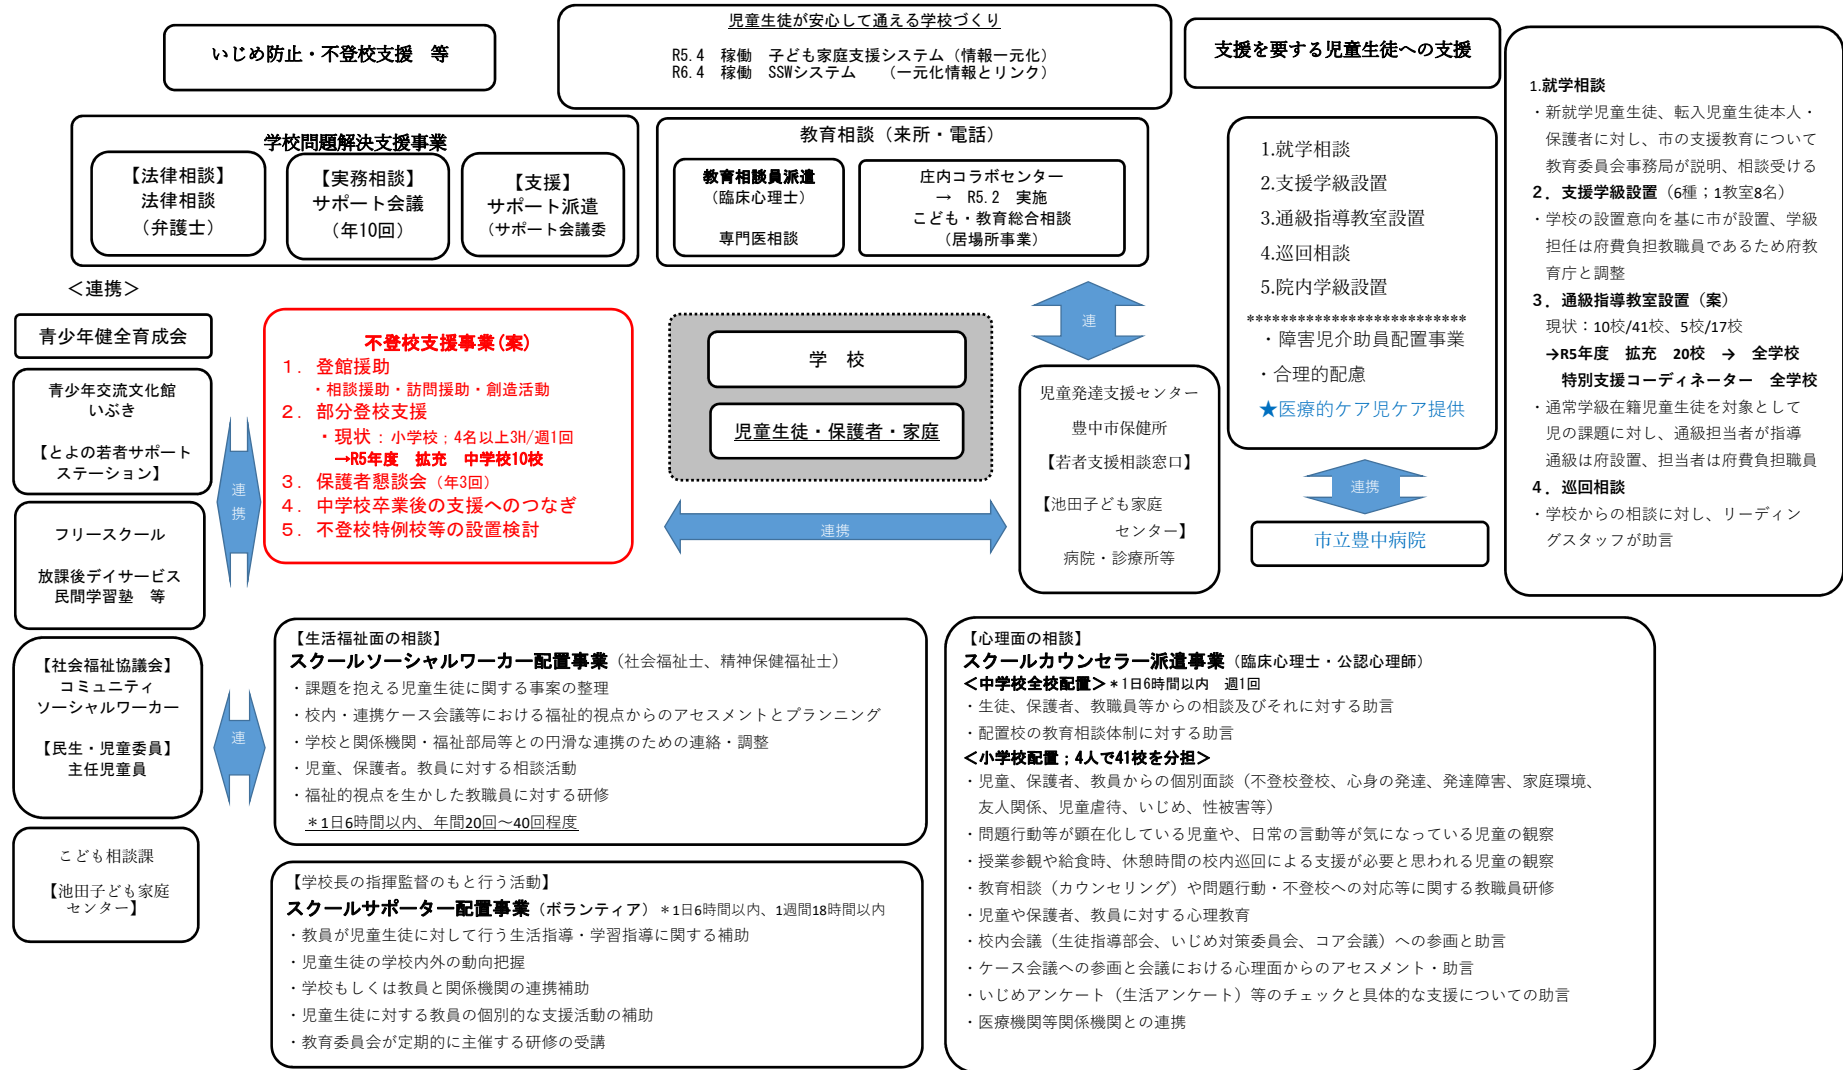 いじめ防止・不登校支援　等
児童生徒が安心して通える学校づくり
R5.4　稼働　子ども家庭支援システム（情報一元化）
R6.4　稼働　SSWシステム　　（一元化情報とリンク）
支援を要する児童生徒への支援
学校問題解決支援事業
【法律相談】
法律相談
（弁護士）
【実務相談】
サポート会議
（年10回）
【支援】
サポート派遣
（サポート会議委
教育相談（来所・電話）
教育相談員派遣
（臨床心理士）
専門医相談
庄内コラボセンター
→　R5.2　実施
こども・教育総合相談
（居場所事業）
1.就学相談
2.支援学級設置
3.通級指導教室設置
4.巡回相談
5.院内学級設置
**************************
・障害児介助員配置事業
・合理的配慮
★医療的ケア児ケア提供
連携
市立豊中病院
1.就学相談
・新就学児童生徒、転入児童生徒本人・
保護者に対し、市の支援教育について
教育委員会事務局が説明、相談受ける
２．支援学級設置（6種；1教室8名）
・学校の設置意向を基に市が設置、学級
担任は府費負担教職員であるため府教
育庁と調整
３．通級指導教室設置（案）
現状：10校/41校、5校/17校
→R5年度　拡充　20校　→　全学校
特別支援コーディネーター　全学校
・通常学級在籍児童生徒を対象として
児の課題に対し、通級担当者が指導
通級は府設置、担当者は府費負担職員
４．巡回相談
・学校からの相談に対し、リーディン
グスタッフが助言
＜連携＞
青少年健全育成会
青少年交流文化館
いぶき
【とよの若者サポート
ステーション】
フリースクール
放課後デイサービス
民間学習塾　等
【社会福祉協議会】
コミュニティ
ソーシャルワーカー
【民生・児童委員】
主任児童員
こども相談課
【池田子ども家庭
センター】
連
携
連
不登校支援事業(案)
１．登館援助
・相談援助・訪問援助・創造活動
２．部分登校支援
・現状：小学校；4名以上3H/週1回
→R5年度　拡充　中学校10校
３．保護者懇談会（年3回）
４．中学校卒業後の支援へのつなぎ
５．不登校特例校等の設置検討
学　校
児童生徒・保護者・家庭
連携
連
児童発達支援センター
豊中市保健所
【若者支援相談窓口】
【池田子ども家庭
センター】
病院・診療所等
【生活福祉面の相談】
スクールソーシャルワーカー配置事業（社会福祉士、精神保健福祉士）
・課題を抱える児童生徒に関する事案の整理
・校内・連携ケース会議等における福祉的視点からのアセスメントとプランニング
・学校と関係機関・福祉部局等との円滑な連携のための連絡・調整
・児童、保護者。教員に対する相談活動
・福祉的視点を生かした教職員に対する研修
＊1日6時間以内、年間20回～40回程度
【学校長の指揮監督のもと行う活動】
スクールサポーター配置事業（ボランティア）＊1日6時間以内、1週間18時間以内
・教員が児童生徒に対して行う生活指導・学習指導に関する補助
・児童生徒の学校内外の動向把握
・学校もしくは教員と関係機関の連携補助
・児童生徒に対する教員の個別的な支援活動の補助
・教育委員会が定期的に主催する研修の受講
【心理面の相談】
スクールカウンセラー派遣事業（臨床心理士・公認心理師）
＜中学校全校配置＞＊1日6時間以内　週1回
・生徒、保護者、教職員等からの相談及びそれに対する助言
・配置校の教育相談体制に対する助言
＜小学校配置；4人で41校を分担＞
・児童、保護者、教員からの個別面談（不登校登校、心身の発達、発達障害、家庭環境、
友人関係、児童虐待、いじめ、性被害等）
・問題行動等が顕在化している児童や、日常の言動等が気になっている児童の観察
・授業参観や給食時、休憩時間の校内巡回による支援が必要と思われる児童の観察
・教育相談（カウンセリング）や問題行動・不登校への対応等に関する教職員研修
・児童や保護者、教員に対する心理教育
・校内会議（生徒指導部会、いじめ対策委員会、コア会議）への参画と助言
・ケース会議への参画と会議における心理面からのアセスメント・助言
・いじめアンケート（生活アンケート）等のチェックと具体的な支援についての助言
・医療機関等関係機関との連携